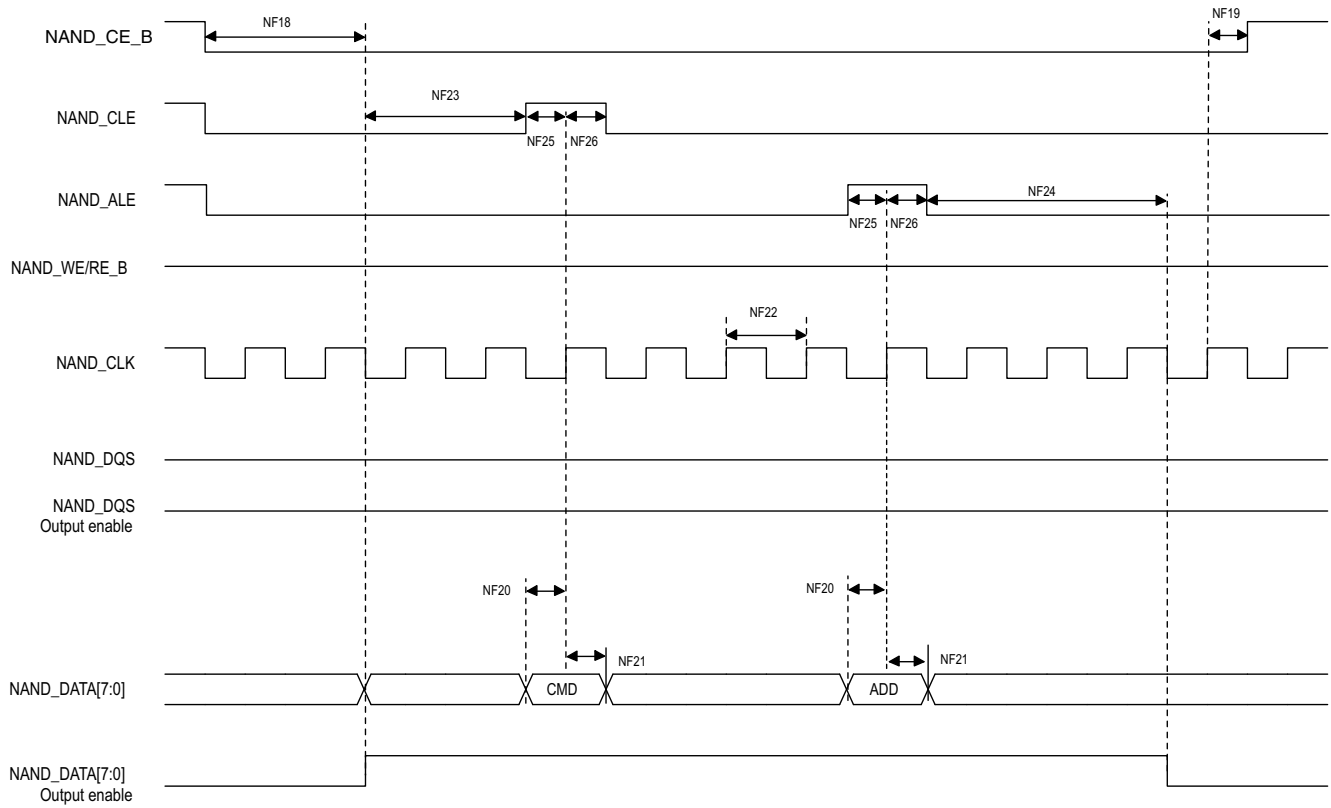 NF18
NF19
NAND_CE_B
NF23
NAND_CLE
NF25 NF26
NAND_ALE
NF24
NF25 NF26
NAND_WE/RE_B
NF22
NAND_CLK
NAND_DQS
NAND_DQS
Output enable
NF20
NF20
NF21
NF21
NAND_DATA[7:0]
CMD
ADD
NAND_DATA[7:0]
Output enable